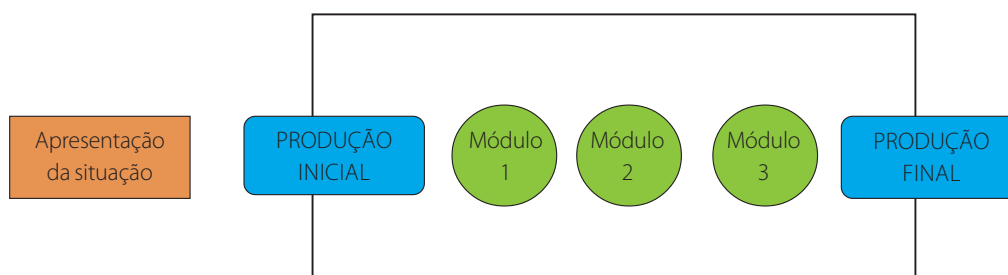 Apresentação
da situação
PRODUÇÃO
INICIAL
Módulo
1
Módulo
2
Módulo
3
PRODUÇÃO
FINAL